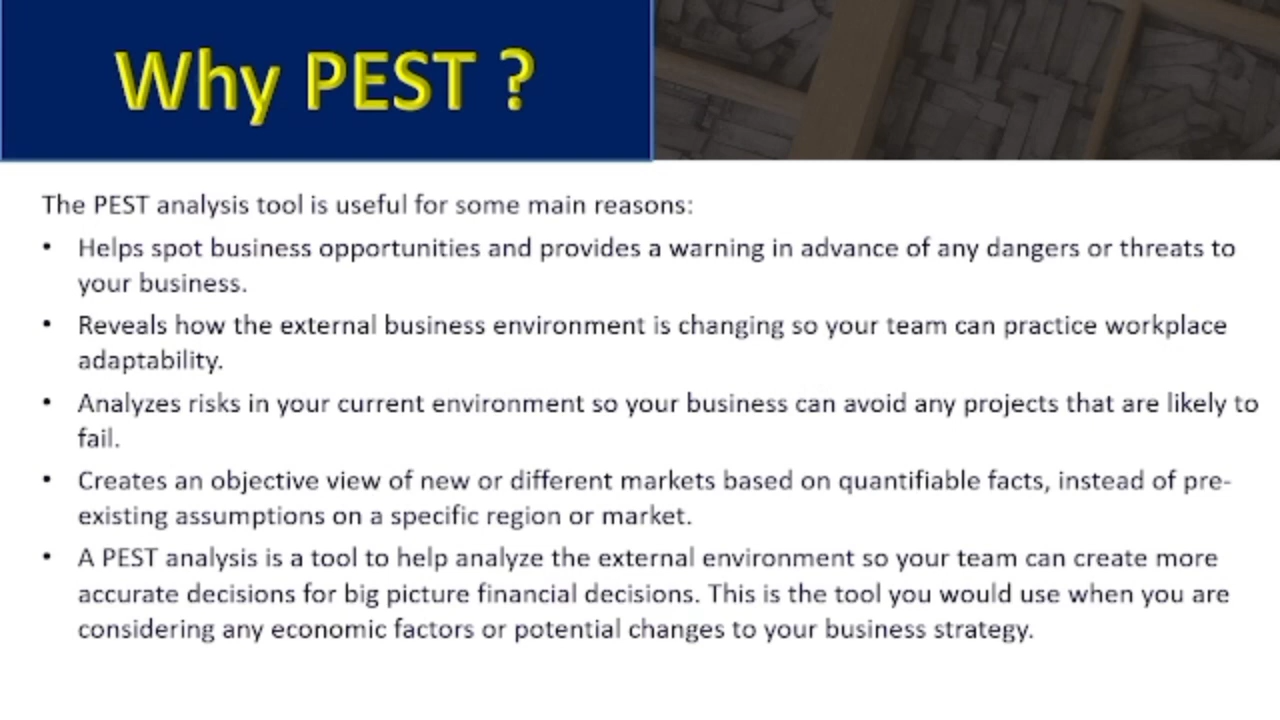 Why PEST ?
The PEST analysis tool is useful for some main reasons:
• Helps spot business opportunities and provides a warning in advance of any dangers or threats to
your business.
• Reveals how the external business environment is changing so your team can practice workplace
adaptability.
• Analyzes risks in your current environment so your business can avoid any projects that are likely to
fail.
• Creates an objective view of new or different markets based on quantifiable facts, instead of pre-
existing assumptions on a specific region or market.
• A PEST analysis is a tool to help analyze the external environment so your team can create more
accurate decisions for big picture financial decisions. This is the tool you would use when you are
considering any economic factors or potential changes to your business strategy.